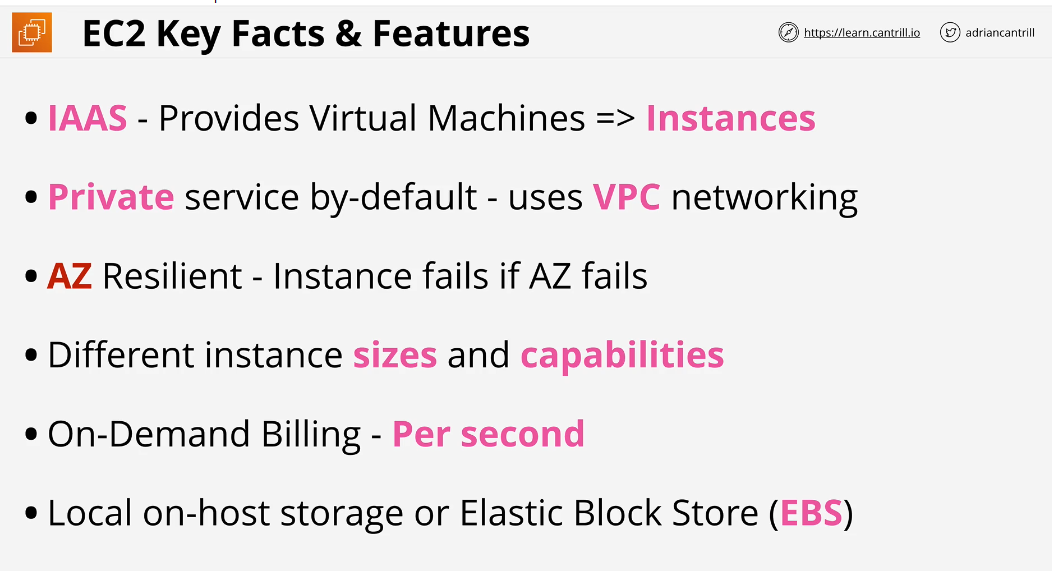 EC2 Key Facts & Features
https://learn.cantrill.io
adriancantrill
• IAAS - Provides Virtual Machines => Instances
• Private service by-default - uses VPC networking
• AZ Resilient - Instance fails if AZ fails
• Different instance sizes and capabilities
• On-Demand Billing - Per second
• Local on-host storage or Elastic Block Store (EBS)